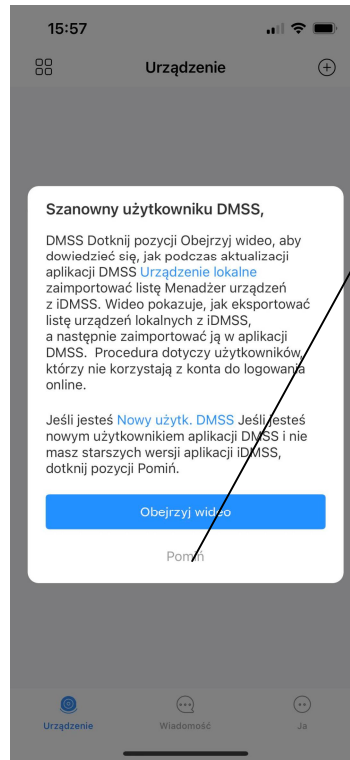 15:57
Urządzenie
Szanowny użytkowniku DMSS,
DMSS Dotknij pozycji Obejrzyj wideo, aby
dowiedzieć się, jak podczas aktualizacji
aplikacji DMSS Urządzenie lokalne
zaimportować listę Menadżer urządzeń
z iDMSS. Wideo pokazuje, jak eksportować
listę urządzeń lokalnych z iDMSS,
a następnie zaimportować ją w aplikacji
DMSS. Procedura dotyczy użytkowników,
którzy nie korzystają z konta do logowania
online.
Jeśli jesteś Nowy użytk. DMSS Jeśli jesteś
nowym użytkownikiem aplikacji DMSS i nie
masz starszych wersji aplikacji iDMSS,
dotknij pozycji Pomiń.
Obejrzyj wideo
Pomiń
Urządzenie Wiadomość Ja